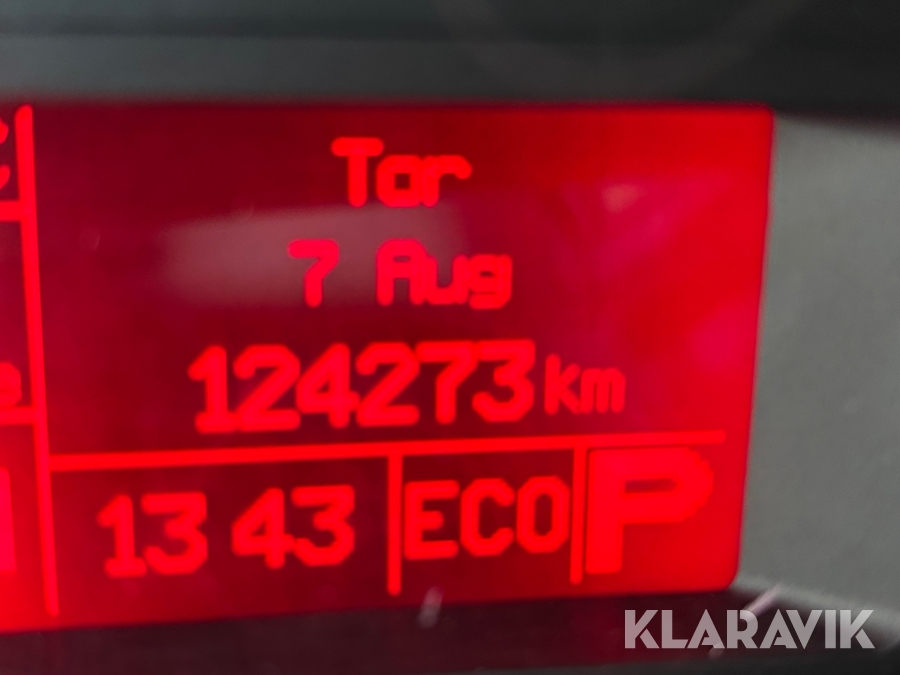 Tor
7 Aug
124273 km
13 43 ECO P
KLARAVIK